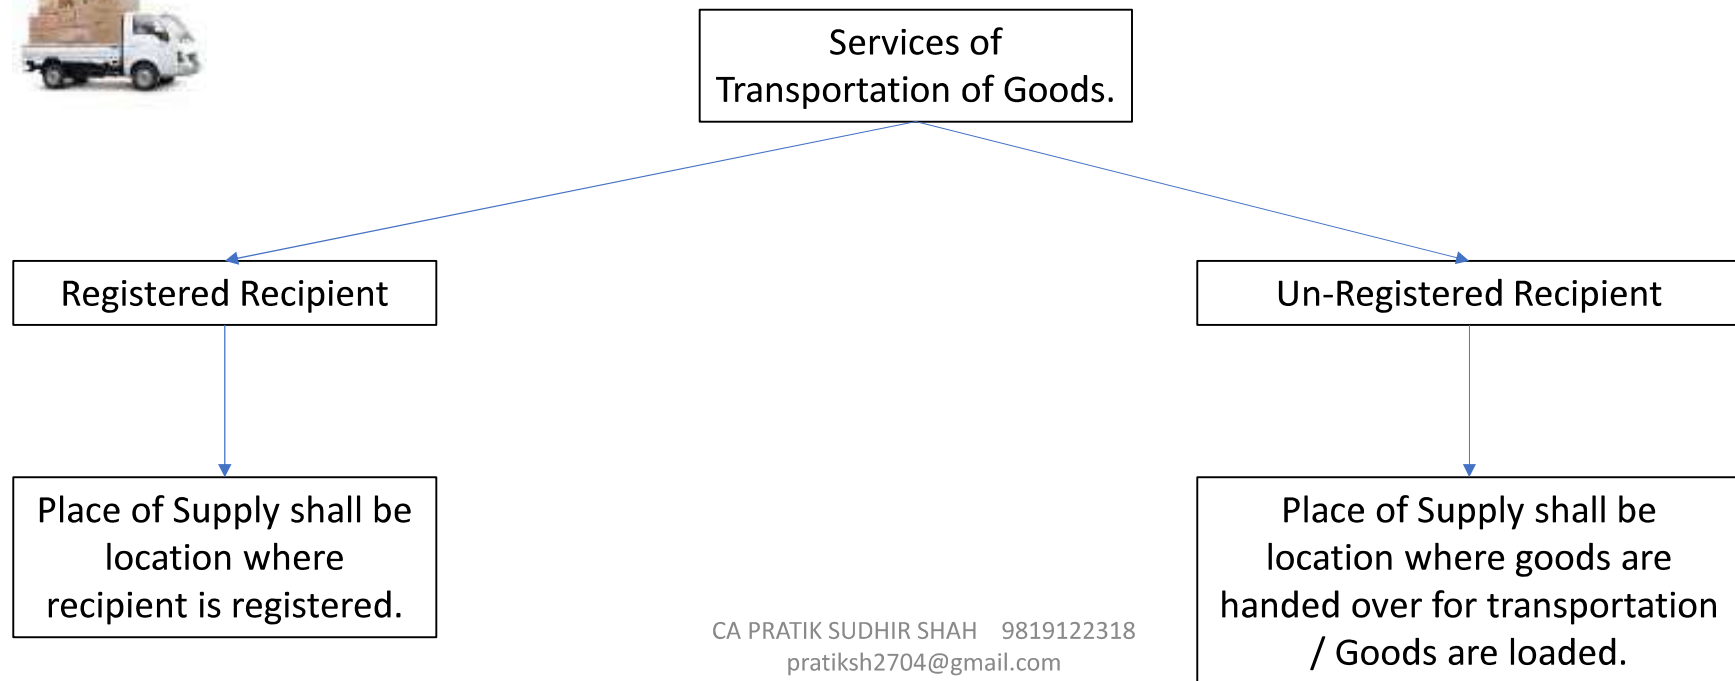 Services of
Transportation of Goods.
Registered Recipient
Un-Registered Recipient
Place of Supply shall be
location where
recipient is registered.
Place of Supply shall be
location where goods are
handed over for transportation
/ Goods are loaded.
CA PRATIK SUDHIR SHAH 9819122318
pratiksh2704@gmail.com